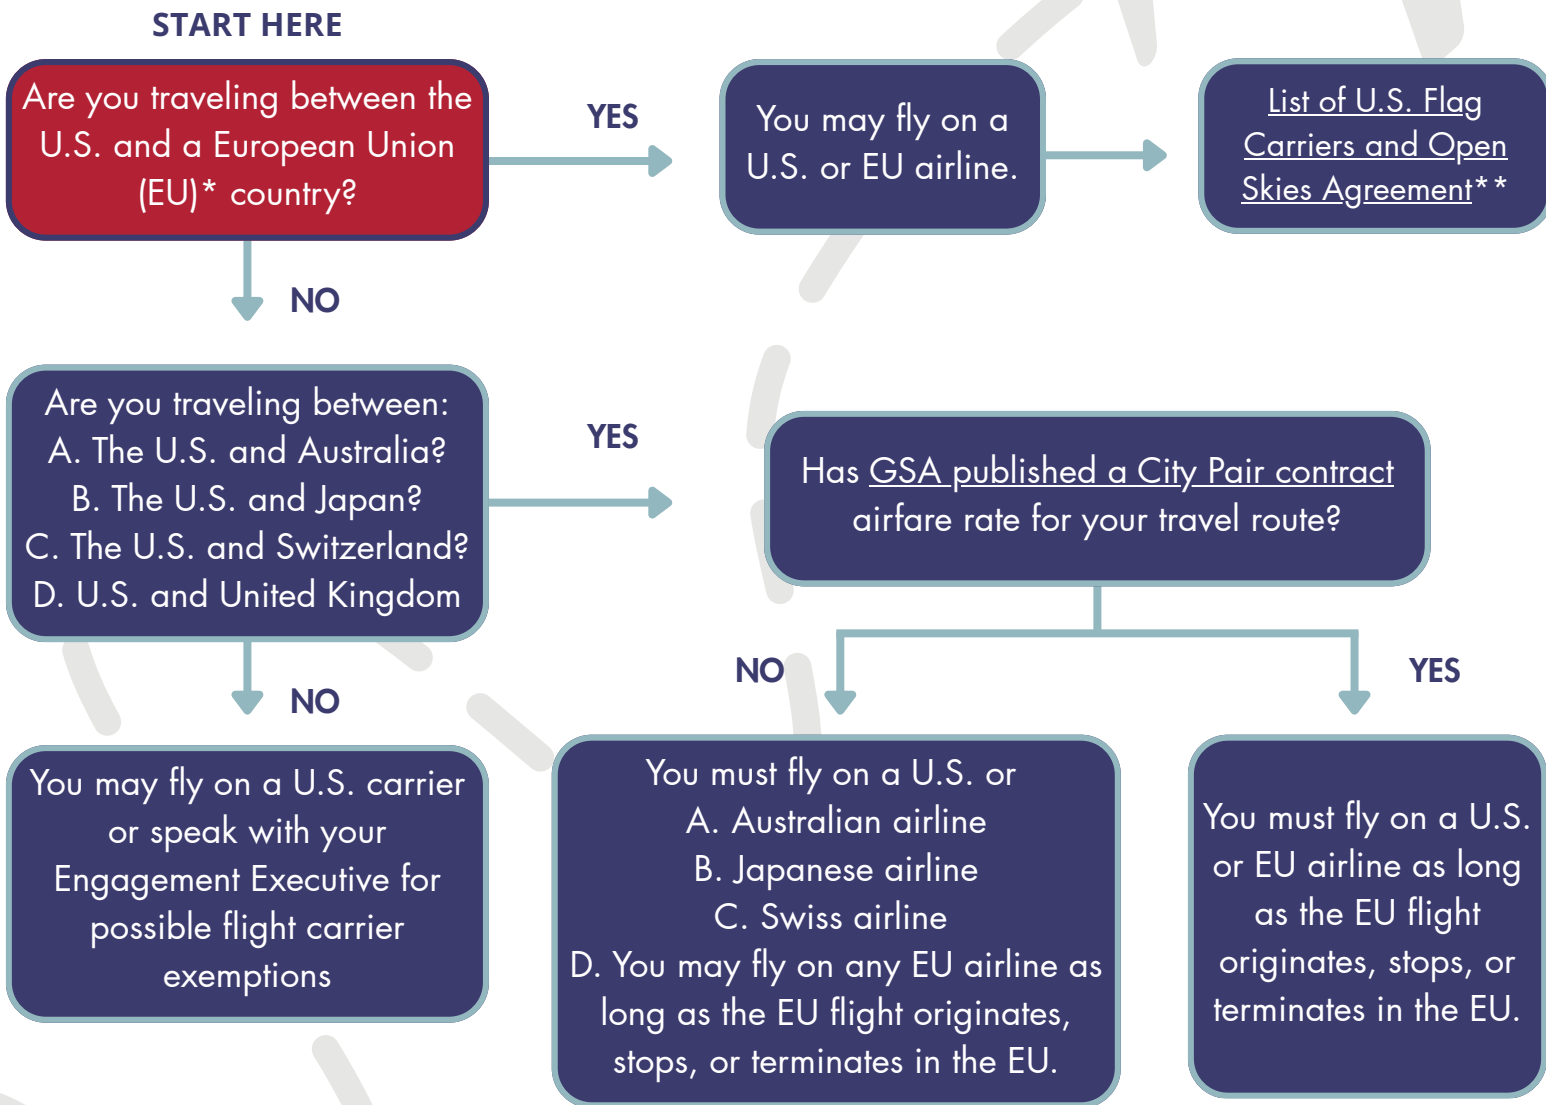 START HERE
Are you traveling between the
U.S. and a European Union
(EU)* country?
YES
You may fly on a
U.S. or EU airline.
List of U.S. Flag
Carriers and Open
Skies Agreement**
NO
Are you traveling between:
A. The U.S. and Australia?
B. The U.S. and Japan?
C. The U.S. and Switzerland?
D. U.S. and United Kingdom
YES
Has GSA published a City Pair contract
airfare rate for your travel route?
NO
You may fly on a U.S. carrier
or speak with your
Engagement Executive for
possible flight carrier
exemptions
NO
You must fly on a U.S. or
A. Australian airline
B. Japanese airline
C. Swiss airline
D. You may fly on any EU airline as
long as the EU flight originates,
stops, or terminates in the EU.
YES
You must fly on a U.S.
or EU airline as long
as the EU flight
originates, stops, or
terminates in the EU.